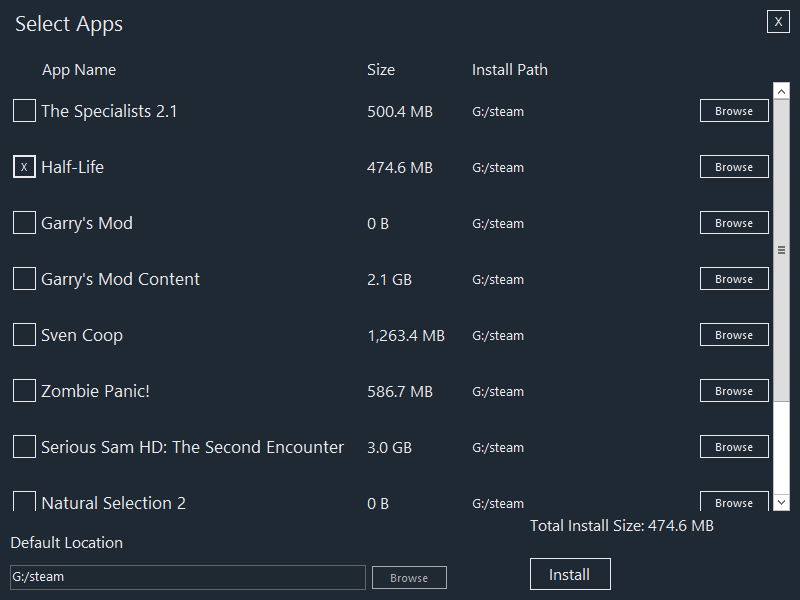 Select Apps X
App Name Size Install Path
The Specialists 2.1 500.4 MB G:/steam Browse
X Half-Life 474.6 MB G:/steam Browse
Garry's Mod 0 B G:/steam Browse
Garry's Mod Content 2.1 GB G:/steam Browse
Sven Coop 1,263.4 MB G:/steam Browse
Zombie Panic! 586.7 MB G:/steam Browse
Serious Sam HD: The Second Encounter 3.0 GB G:/steam Browse
Natural Selection 2 0 B G:/steam Browse
Total Install Size: 474.6 MB
Default Location
G:/steam Browse Install